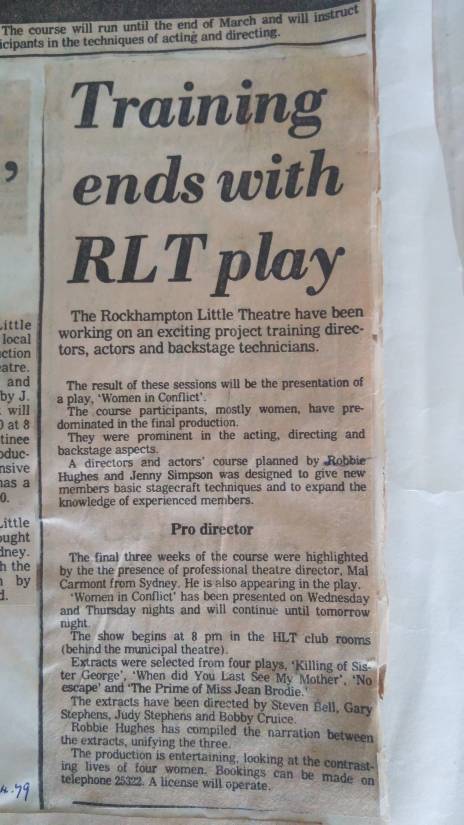 The course will run until the end of March and will instruct
icipants in the techniques of acting and directing.
Training
ends with
RLT play
The Rockhampton Little Theatre have been
working on an exciting project training direc-
tors, actors and backstage technicians.
The result of these sessions will be the presentation of
a play, 'Women in Conflict'.
The course participants, mostly women, have pre-
dominated in the final production.
They were prominent in the acting, directing and
backstage aspects.
A directors and actors' course planned by Robbie
Hughes and Jenny Simpson was designed to give new
members basic stagecraft techniques and to expand the
knowledge of experienced members.
Pro director
The final three weeks of the course were highlighted
by the the presence of professional theatre director, Mal
Carmont from Sydney. He is also appearing in the play.
'Women in Conflict' has been presented on Wednesday
and Thursday nights and will continue until tomorrow
night.
The show begins at 8 pm in the HLT club rooms
(behind the municipal theatre).
Extracts were selected from four plays, 'Killing of Sis-
ter George', 'When did You Last See My Mother', 'No
escape' and 'The Prime of Miss Jean Brodie.'
The extracts have been directed by Steven Bell, Gary
Stephens, Judy Stephens and Bobby Cruice.
Robbie Hughes has compiled the narration between
the extracts, unifying the three.
The production is entertaining, looking at the contrast-
ing lives of four women. Bookings can be made on
telephone 25322. A license will operate.
,
Little
local
ction
eatre.
and
by J.
will
0 at 8
tinee
oduc-
nsive
has a
0.
Little
ought
dney.
h the
n by
d.
79